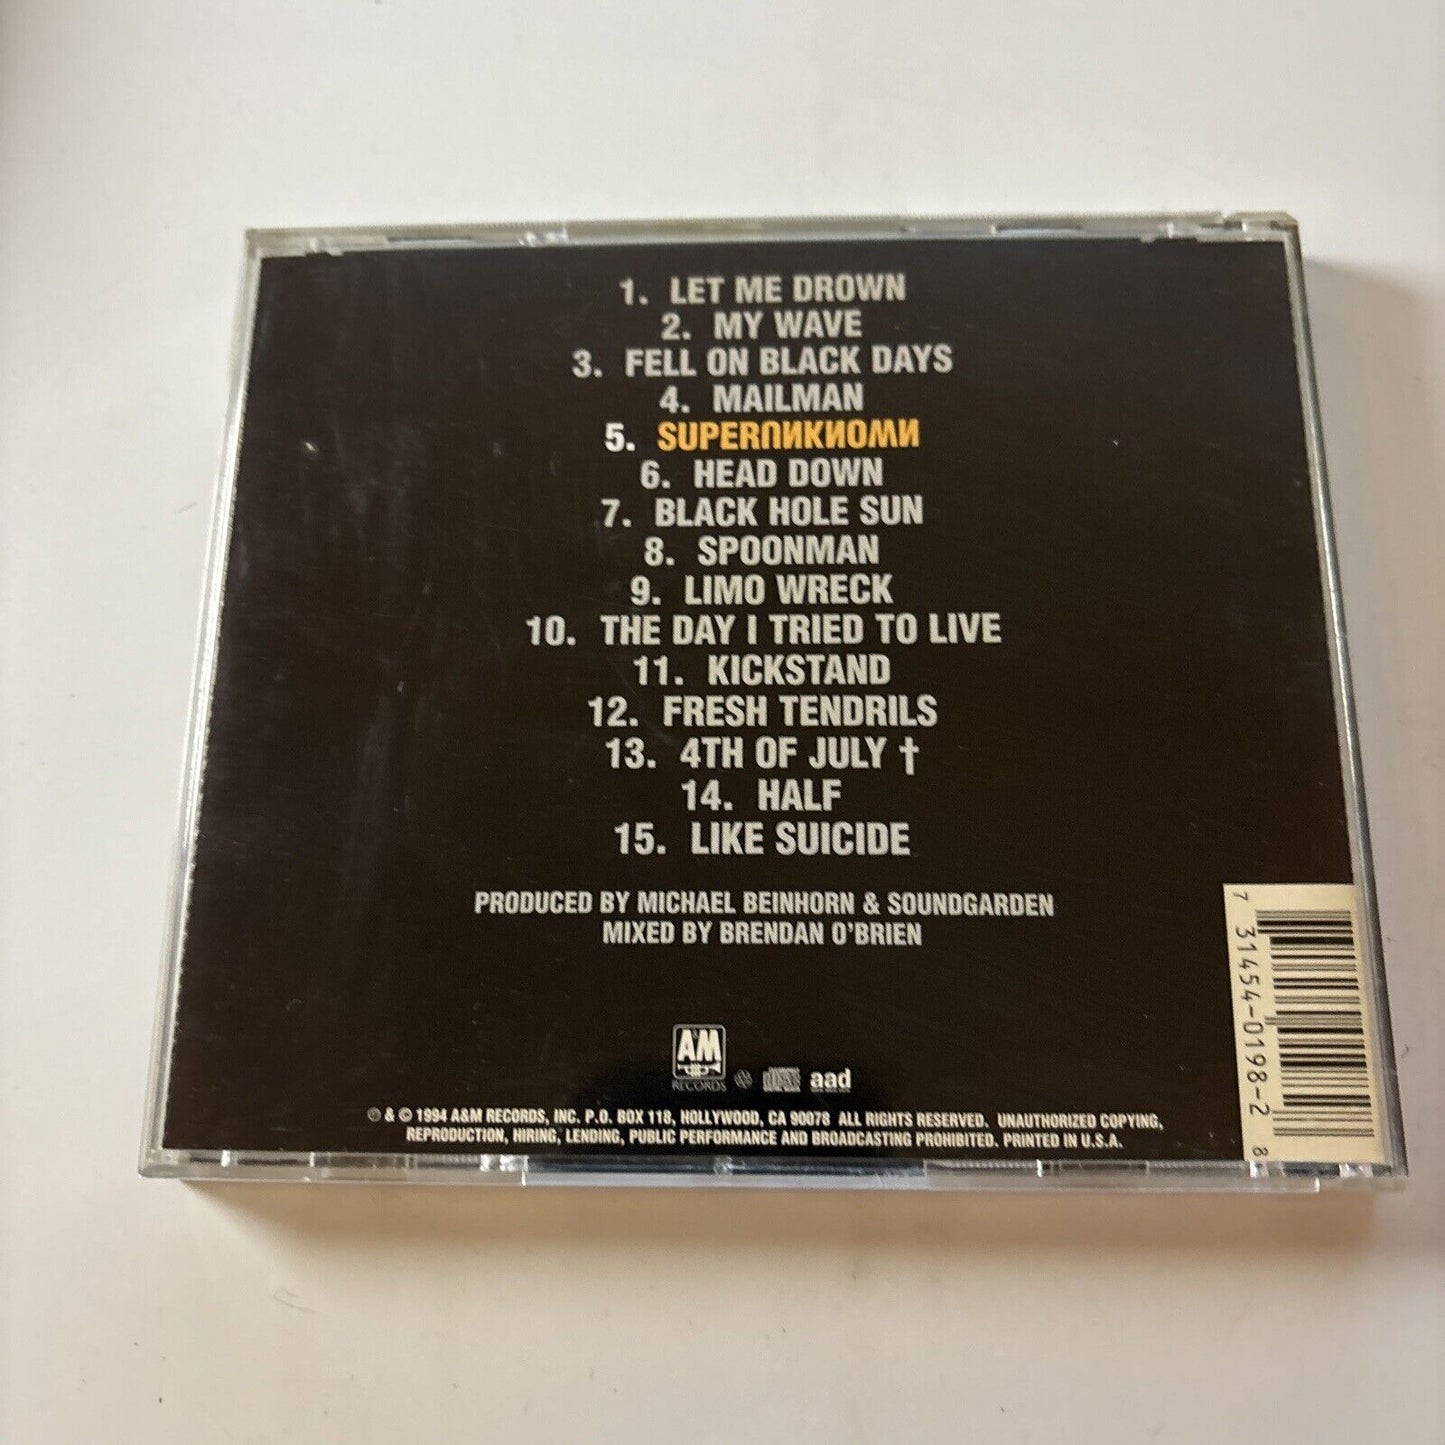 1. LET ME DROWN
2. MY WAVE
3. FELL ON BLACK DAYS
4. MAILMAN
5. SUPERUNKNOWN
6. HEAD DOWN
7. BLACK HOLE SUN
8. SPOONMAN
9. LIMO WRECK
10. THE DAY I TRIED TO LIVE
11. KICKSTAND
12. FRESH TENDRILS
13. 4TH OF JULY †
14. HALF
15. LIKE SUICIDE
PRODUCED BY MICHAEL BEINHORN & SOUNDGARDEN
MIXED BY BRENDAN O'BRIEN
A&M
RECORDS
aad
℗ & © 1994 A&M RECORDS, INC. P.O. BOX 118, HOLLYWOOD, CA 90078 ALL RIGHTS RESERVED. UNAUTHORIZED COPYING,
REPRODUCTION, HIRING, LENDING, PUBLIC PERFORMANCE AND BROADCASTING PROHIBITED. PRINTED IN U.S.A.
7 31454-0198-2 8